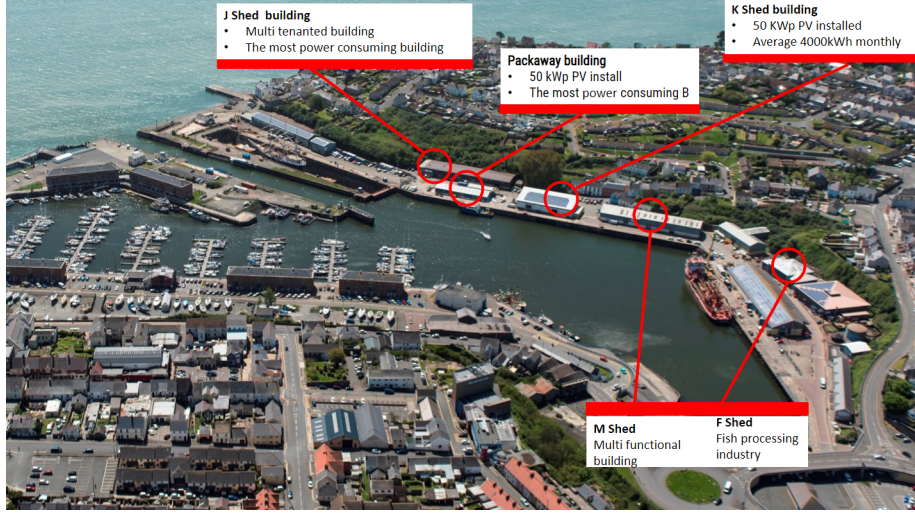 J Shed building
• Multi tenanted building
• The most power consuming building
Packaway building
• 50 kWp PV install
• The most power consuming B
K Shed building
• 50 KWp PV installed
• Average 4000kWh monthly
M Shed
Multi functional
building
F Shed
Fish processing
industry